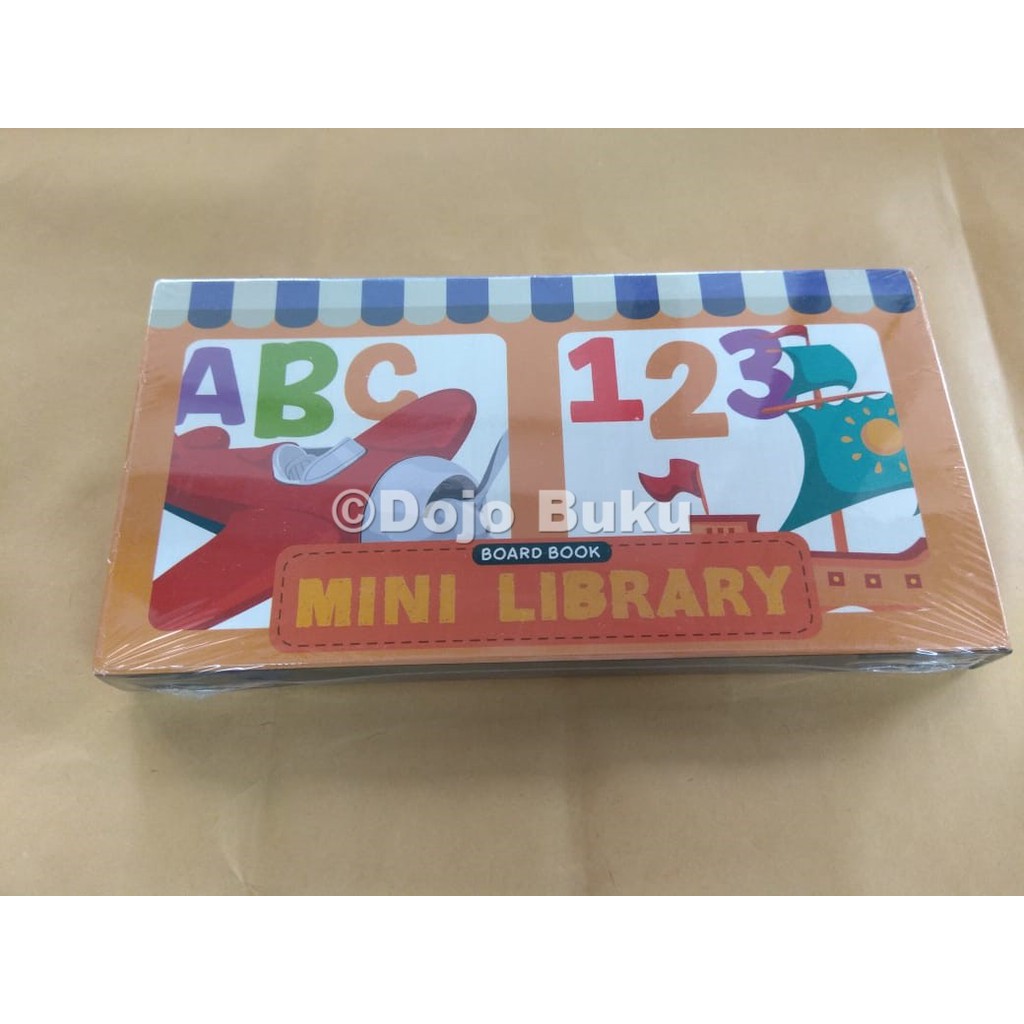 ABC
123
©Dojo Buku
BOARD BOOK
MINI LIBRARY